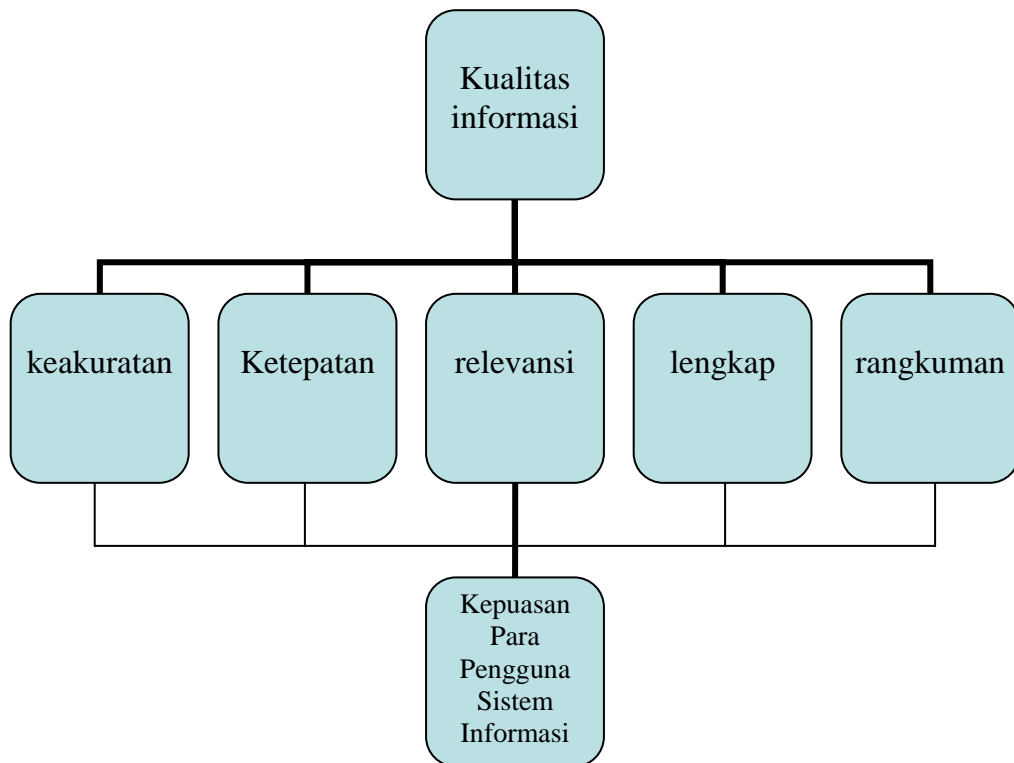 Kualitas
informasi
keakuratan
Ketepatan
relevansi
lengkap
rangkuman
Kepuasan
Para
Pengguna
Sistem
Informasi